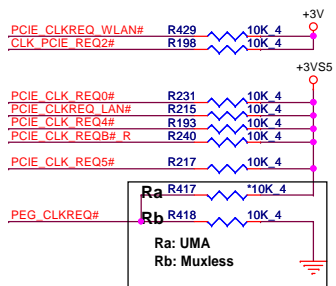 +3V
PCIE_CLKREQ_WLAN# R429 10K_4
CLK_PCIE_REQ2# R198 10K_4
+3VS5
PCIE_CLK_REQ0# R231 10K_4
PCIE_CLKREQ_LAN# R215 10K_4
PCIE_CLK_REQ4# R193 10K_4
PCIE_CLK_REQB#_R R240 10K_4
PCIE_CLK_REQ5# R217 10K_4
Ra R417 *10K_4
PEG_CLKREQ# Rb R418 10K_4
Ra: UMA
Rb: Muxless